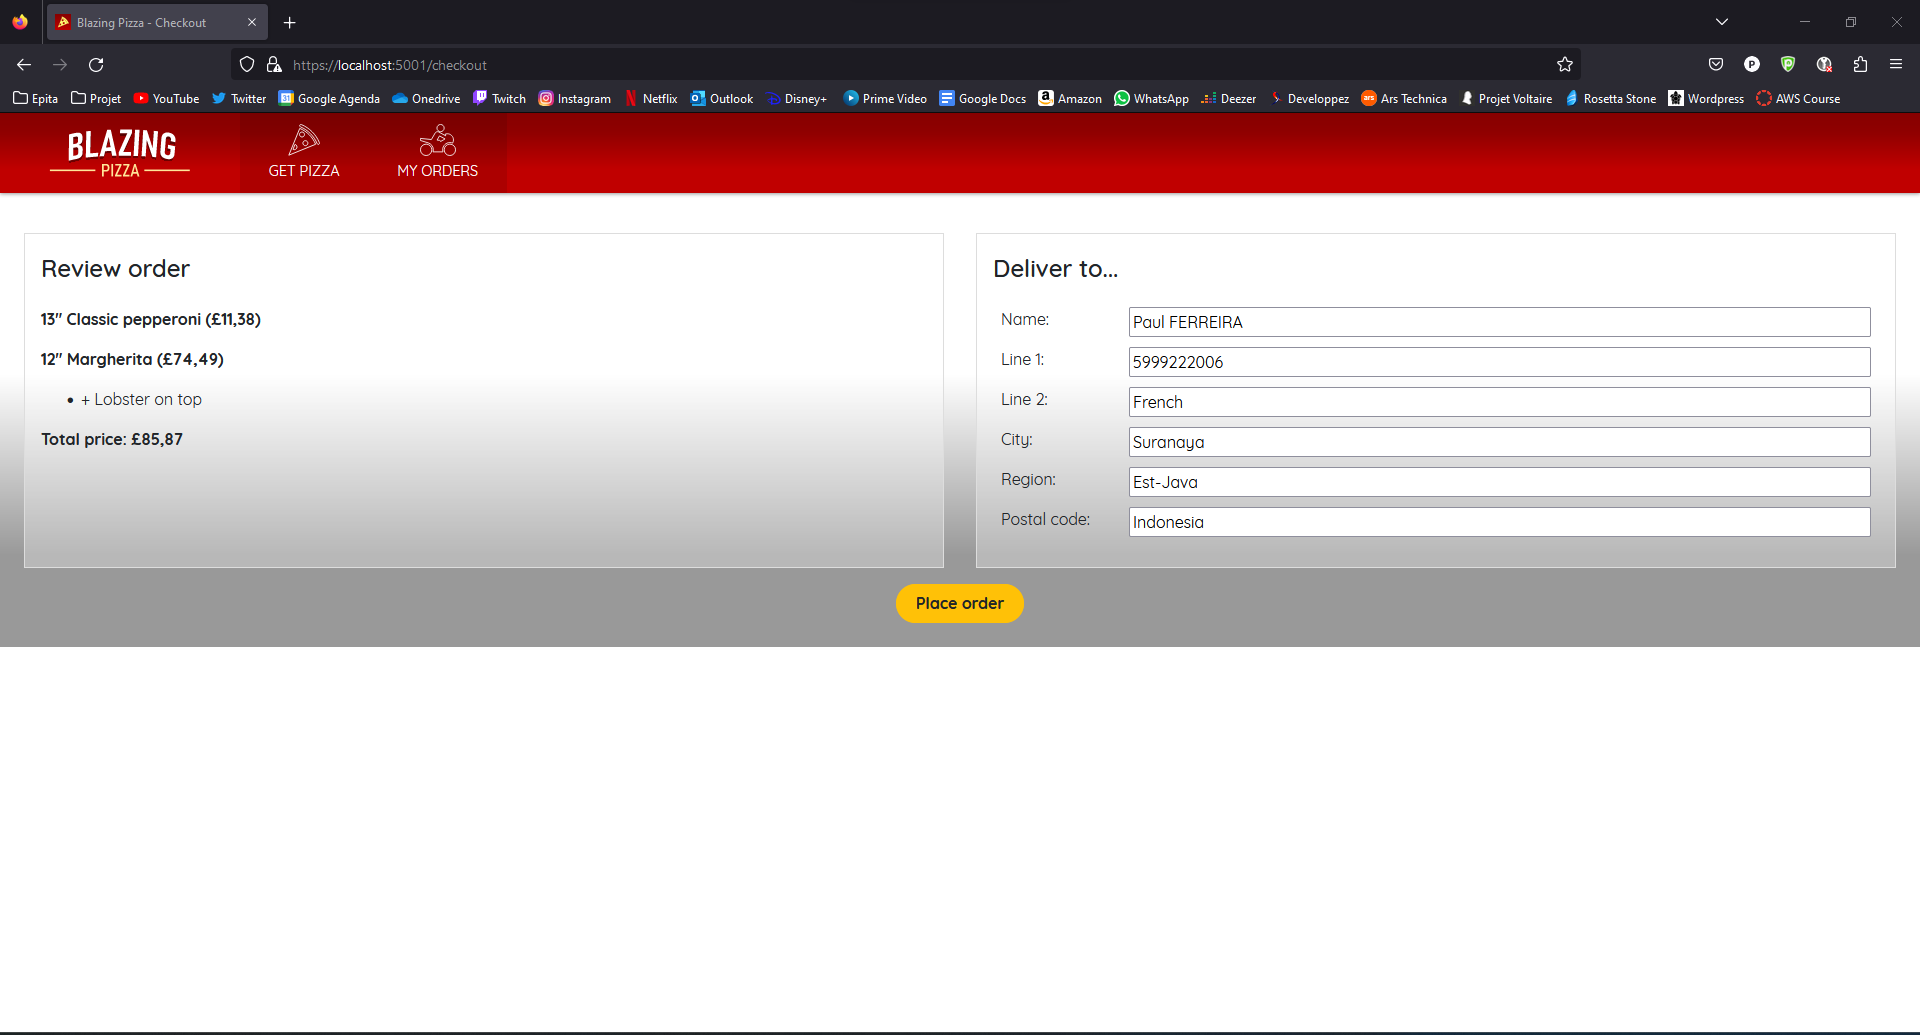 Blazing Pizza - Checkout
https://localhost:5001/checkout
Epita Projet YouTube Twitter 31 Google Agenda Onedrive Twitch Instagram Netflix Outlook Disney+ Prime Video Google Docs Amazon WhatsApp Deezer Developpez ars Ars Technica Projet Voltaire Rosetta Stone Wordpress AWS Course
BLAZING
PIZZA
GET PIZZA
MY ORDERS
Review order
13" Classic pepperoni (£11,38)
12" Margherita (£74,49)
+ Lobster on top
Total price: £85,87
Deliver to...
Name: Paul FERREIRA
Line 1: 5999222006
Line 2: French
City: Suranaya
Region: Est-Java
Postal code: Indonesia
Place order